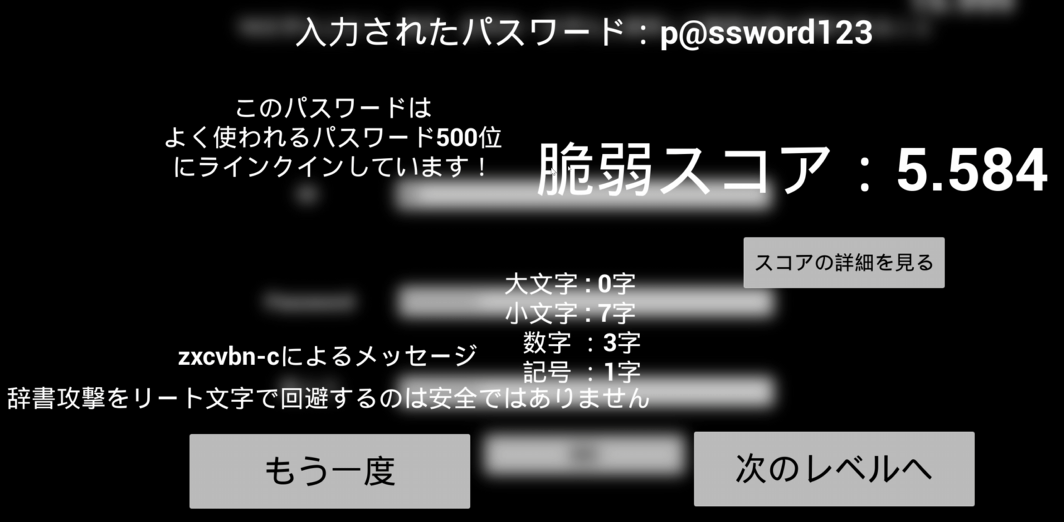 入力されたパスワード：p@ssword123
このパスワードは
よく使われるパスワード500位
にラインクインしています！
脆弱スコア：5.584
スコアの詳細を見る
大文字：0字
小文字：7字
数字 ：3字
記号 ：1字
zxcvbn-cによるメッセージ
辞書攻撃をリート文字で回避するのは安全ではありません
もう一度
次のレベルへ